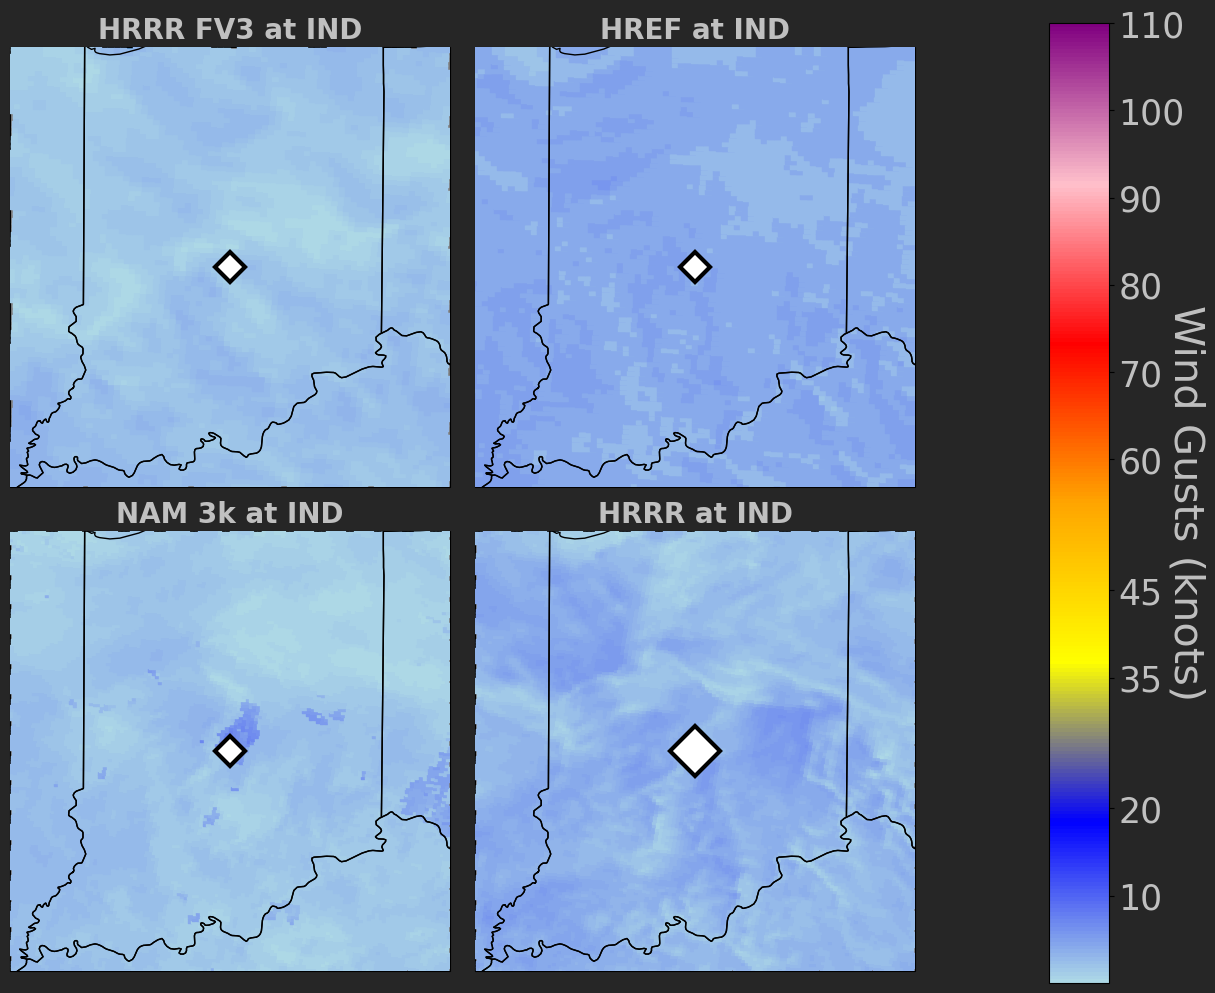 HRRR FV3 at IND
HREF at IND
NAM 3k at IND
HRRR at IND
110
100
90
80
70
60
45
35
20
10
Wind Gusts (knots)